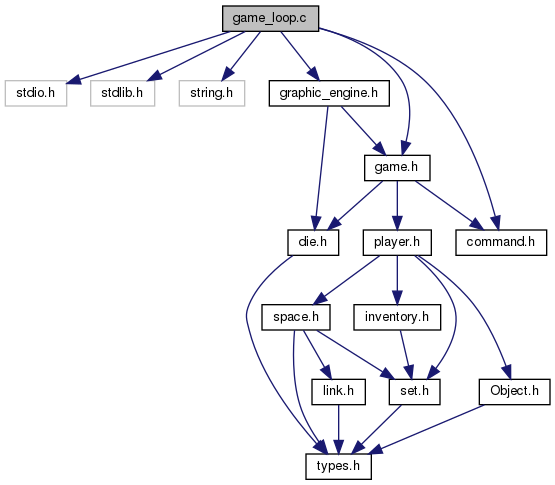 game_loop.c
stdio.h
stdlib.h
string.h
graphic_engine.h
game.h
die.h
player.h
command.h
space.h
inventory.h
link.h
set.h
Object.h
types.h